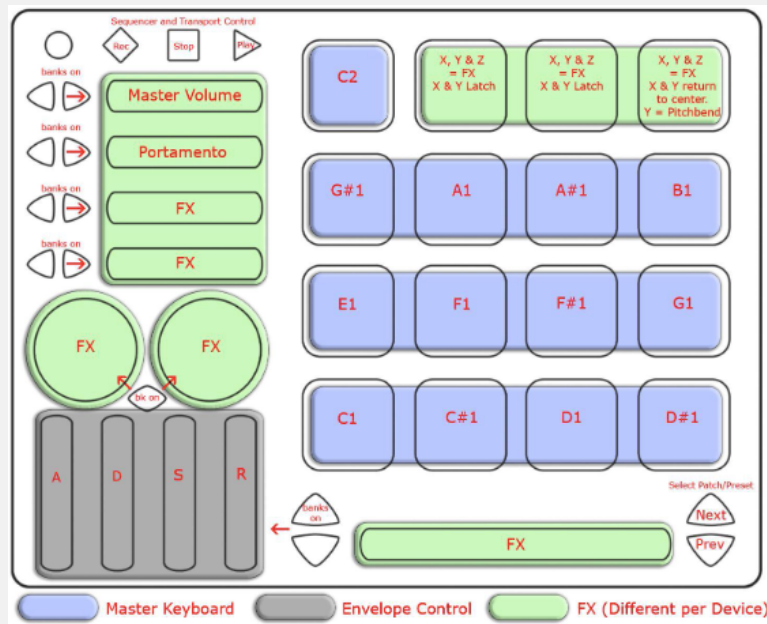 Sequencer and Transport Control
Rec
Stop
Play
banks on
Master Volume
banks on
Portamento
banks on
FX
banks on
FX
FX
FX
bk on
A
D
S
R
C2
X, Y & Z
= FX
X & Y Latch
X, Y & Z
= FX
X & Y Latch
X, Y & Z
= FX
X & Y return
to center.
Y = Pitchbend
G#1
A1
A#1
B1
E1
F1
F#1
G1
C1
C#1
D1
D#1
banks
on
FX
Select Patch/Preset
Next
Prev
Master Keyboard
Envelope Control
FX (Different per Device)